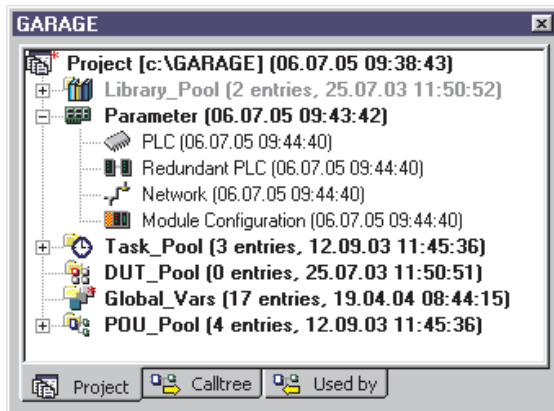 GARAGE
Project [c:\GARAGE] (06.07.05 09:38:43)
Library_Pool (2 entries, 25.07.03 11:50:52)
Parameter (06.07.05 09:43:42)
PLC (06.07.05 09:44:40)
Redundant PLC (06.07.05 09:44:40)
Network (06.07.05 09:44:40)
Module Configuration (06.07.05 09:44:40)
Task_Pool (3 entries, 12.09.03 11:45:36)
DUT_Pool (0 entries, 25.07.03 11:50:51)
Global_Vars (17 entries, 19.04.04 08:44:15)
POU_Pool (4 entries, 12.09.03 11:45:36)
Project Calltree Used by